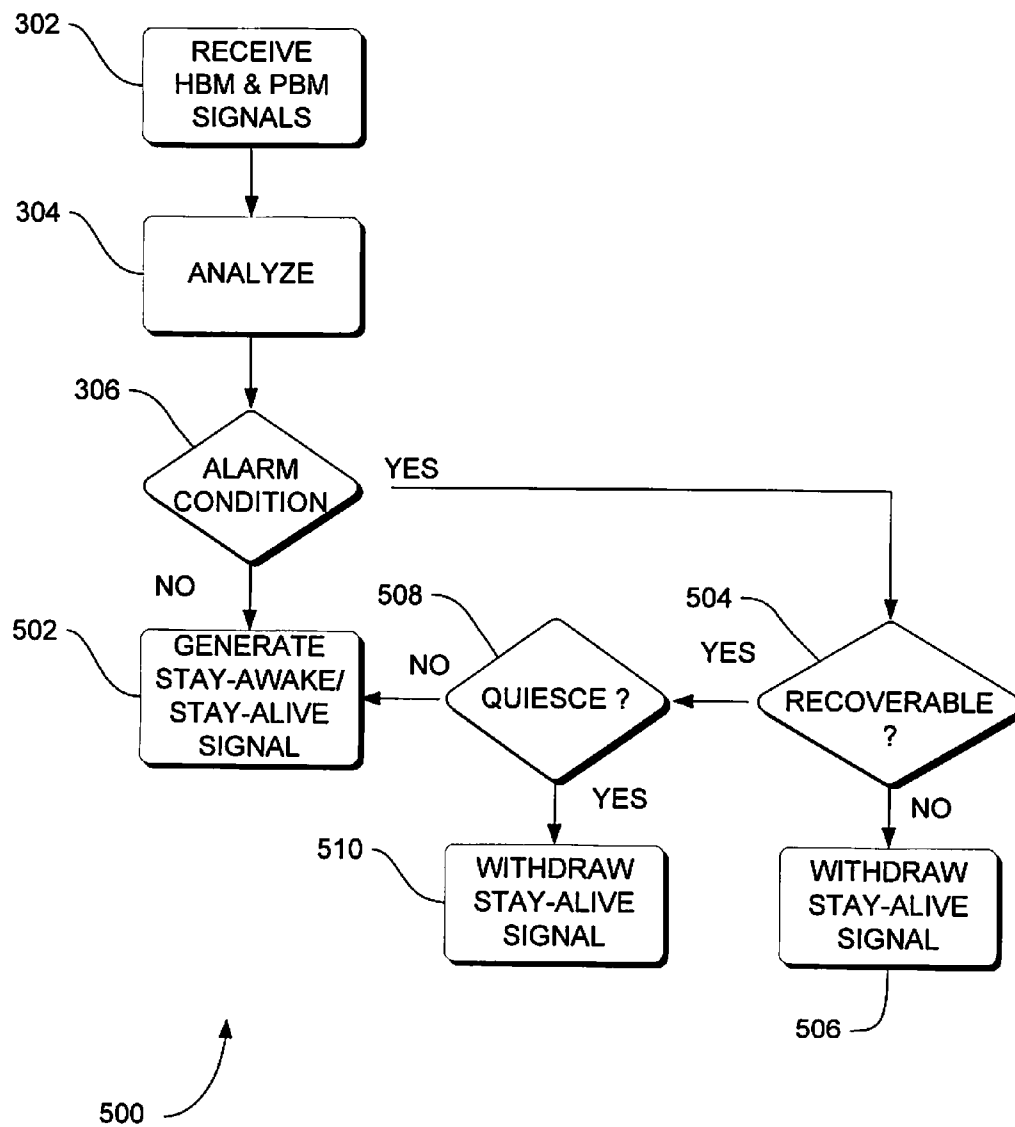 302
RECEIVE
HBM & PBM
SIGNALS
304
ANALYZE
306
ALARM
CONDITION
YES
NO
508
504
502
GENERATE
STAY-AWAKE/
STAY-ALIVE
SIGNAL
NO
QUIESCE ?
YES
RECOVERABLE
?
YES
NO
510
WITHDRAW
STAY-ALIVE
SIGNAL
WITHDRAW
STAY-ALIVE
SIGNAL
506
500